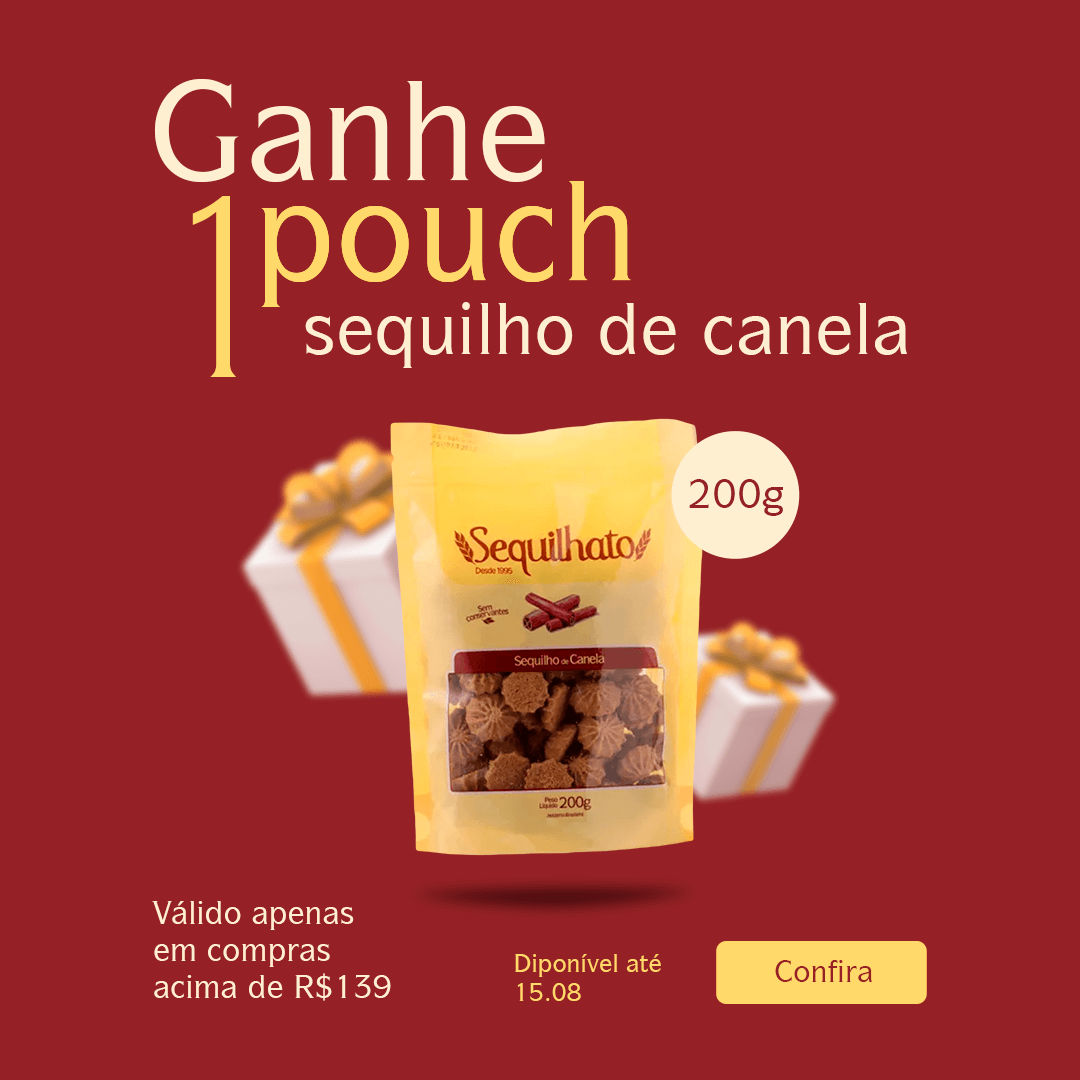 Ganhe
1 pouch
sequilho de canela
200g
Sequilhato
Desde 1995
Sem
conservantes
Sequilho de Canela
Peso
Líquido 200g
Válido apenas
em compras
acima de R$139
Diponível até
15.08
Confira